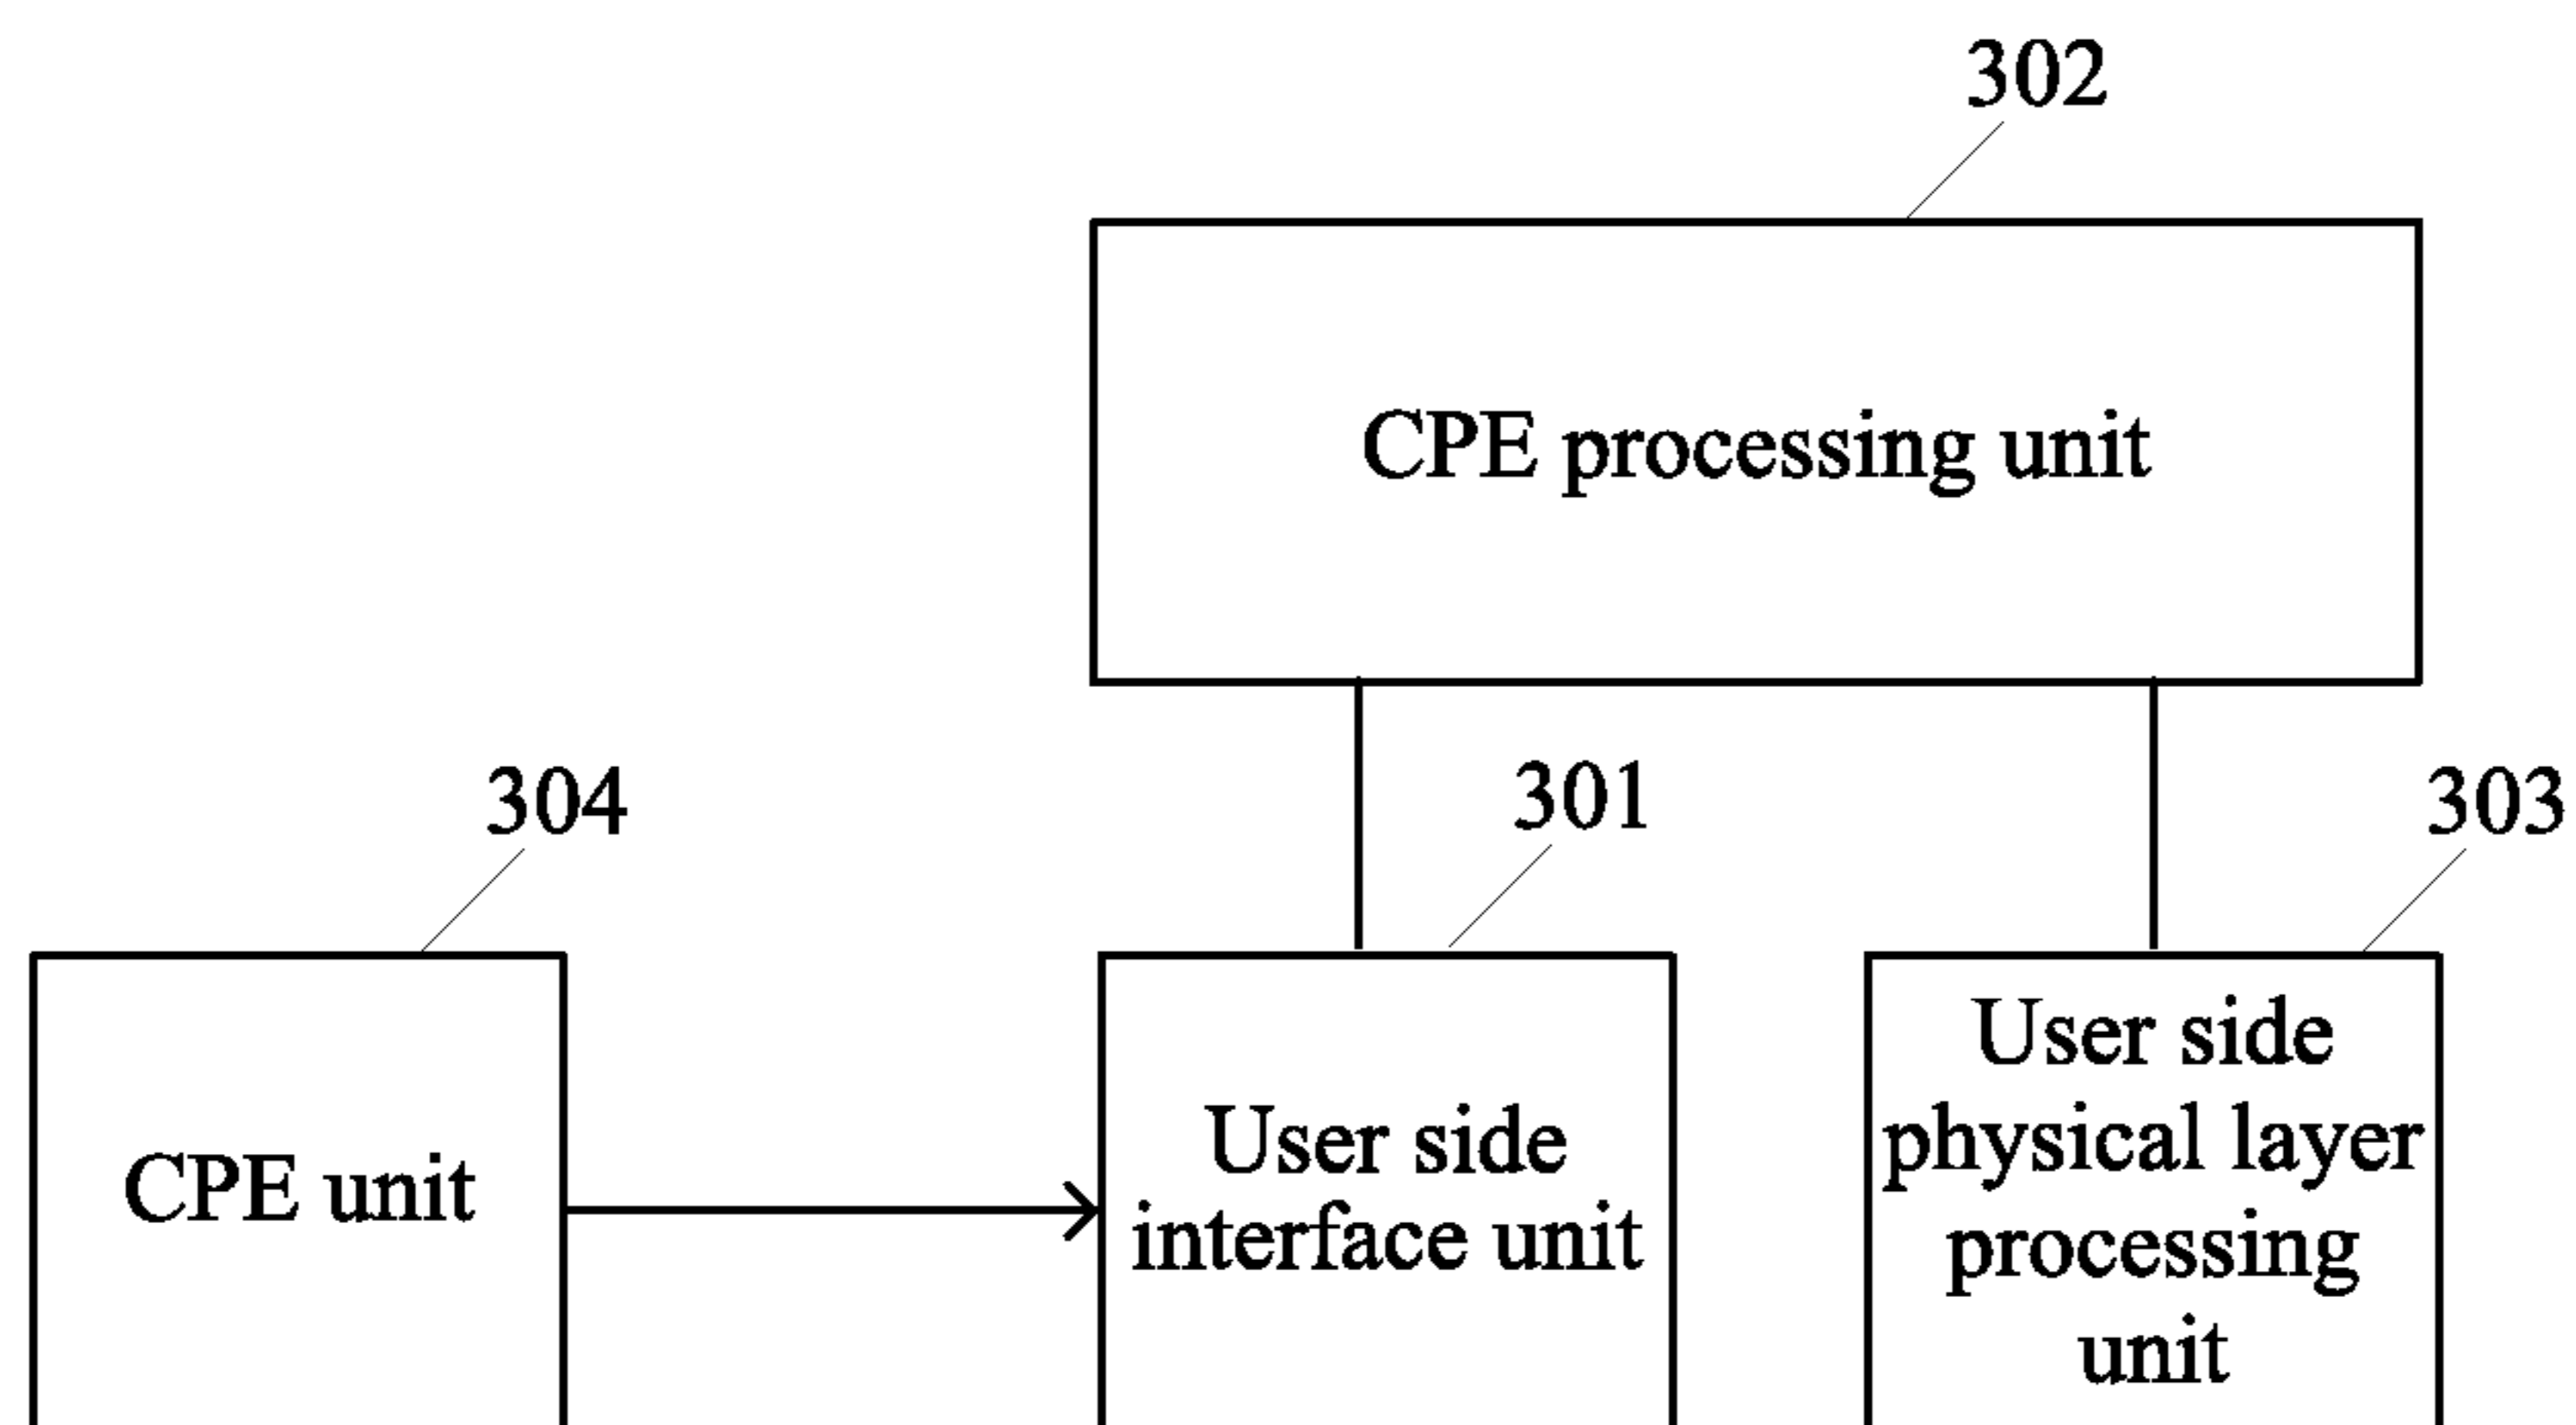 302
CPE processing unit
304
301
303
CPE unit
User side
interface unit
User side
physical layer
processing
unit